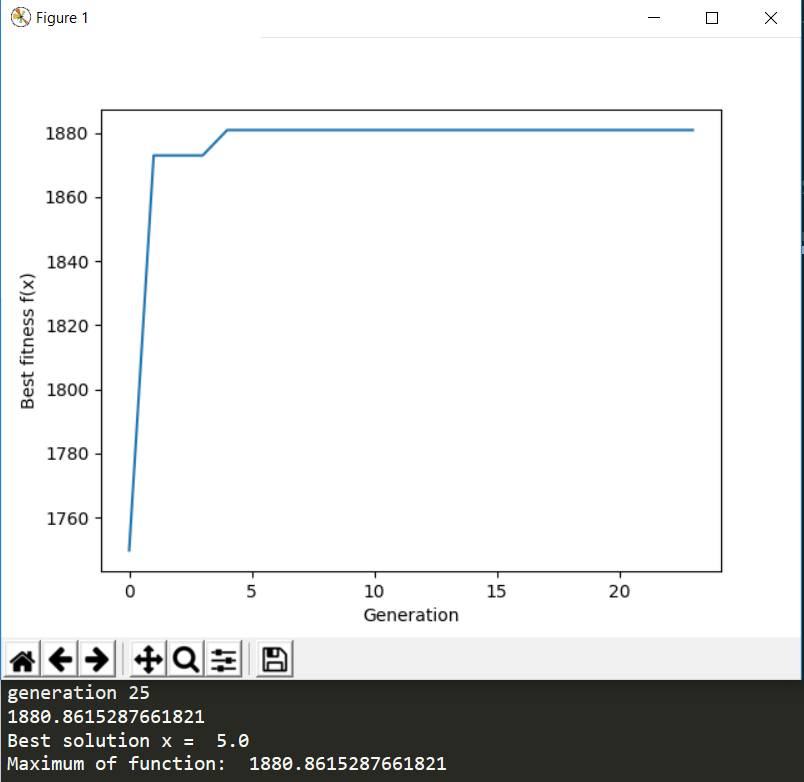 Figure 1
1880
1860
1840
1820
1800
1780
1760
Best fitness f(x)
0 5 10 15 20
Generation
generation 25
1880.8615287661821
Best solution x =  5.0
Maximum of function:  1880.8615287661821